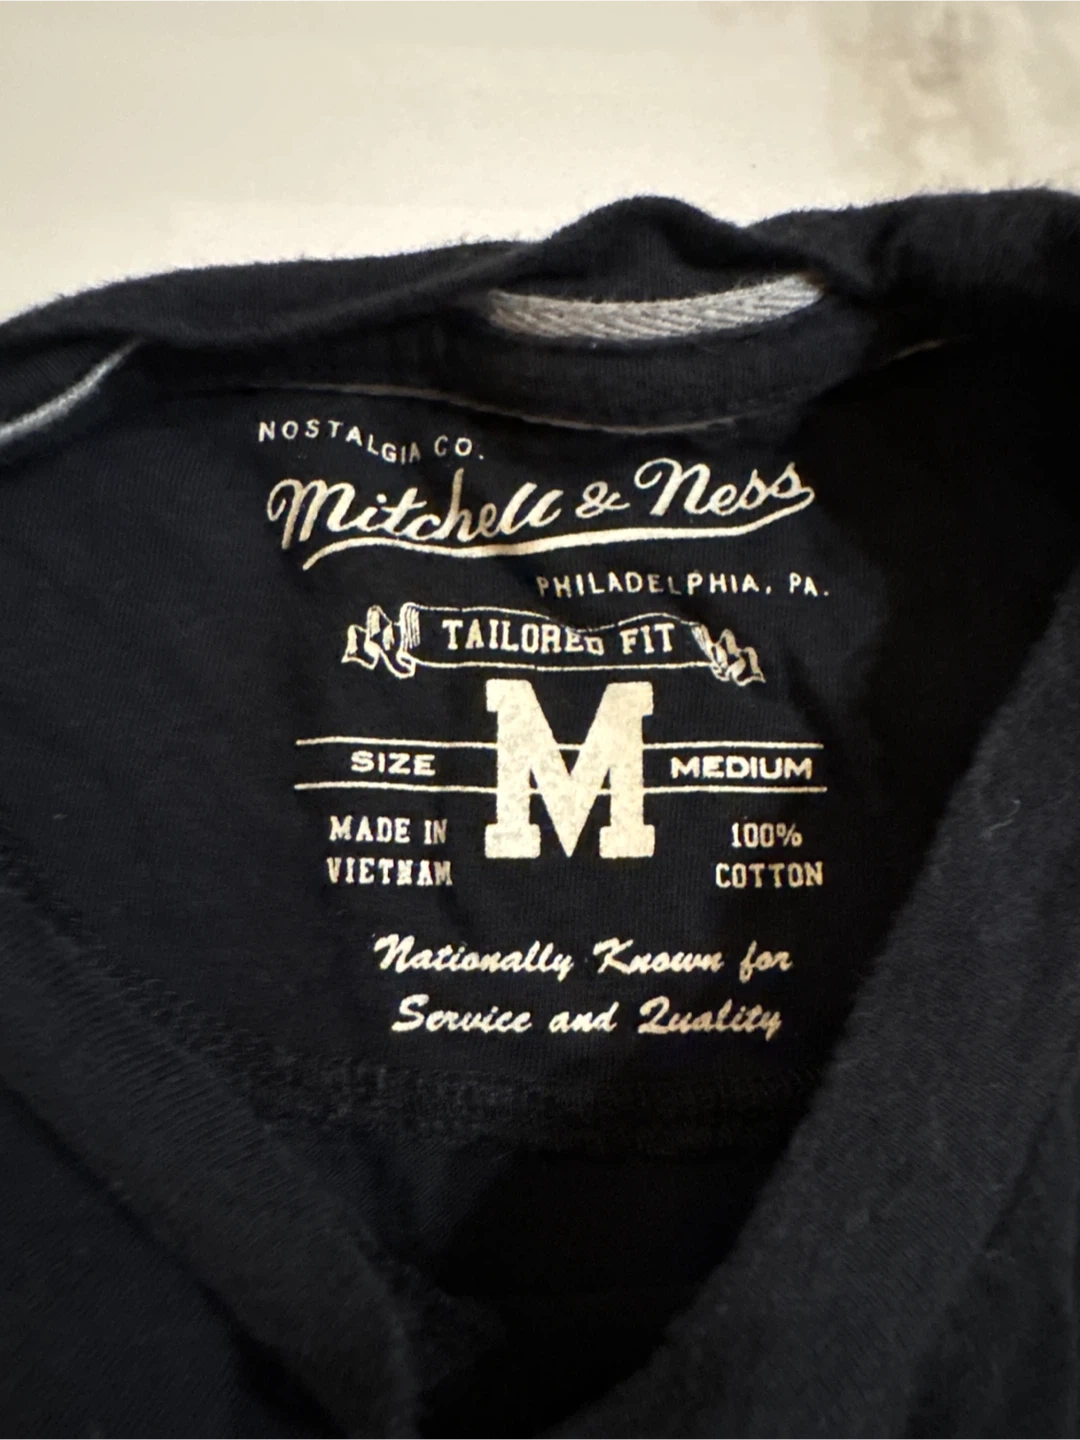 NOSTALGIA CO.
Mitchell & Ness
PHILADELPHIA, PA.
TAILORED FIT
M
SIZE MEDIUM
MADE IN
VIETNAM
100%
COTTON
Nationally Known for
Service and Quality